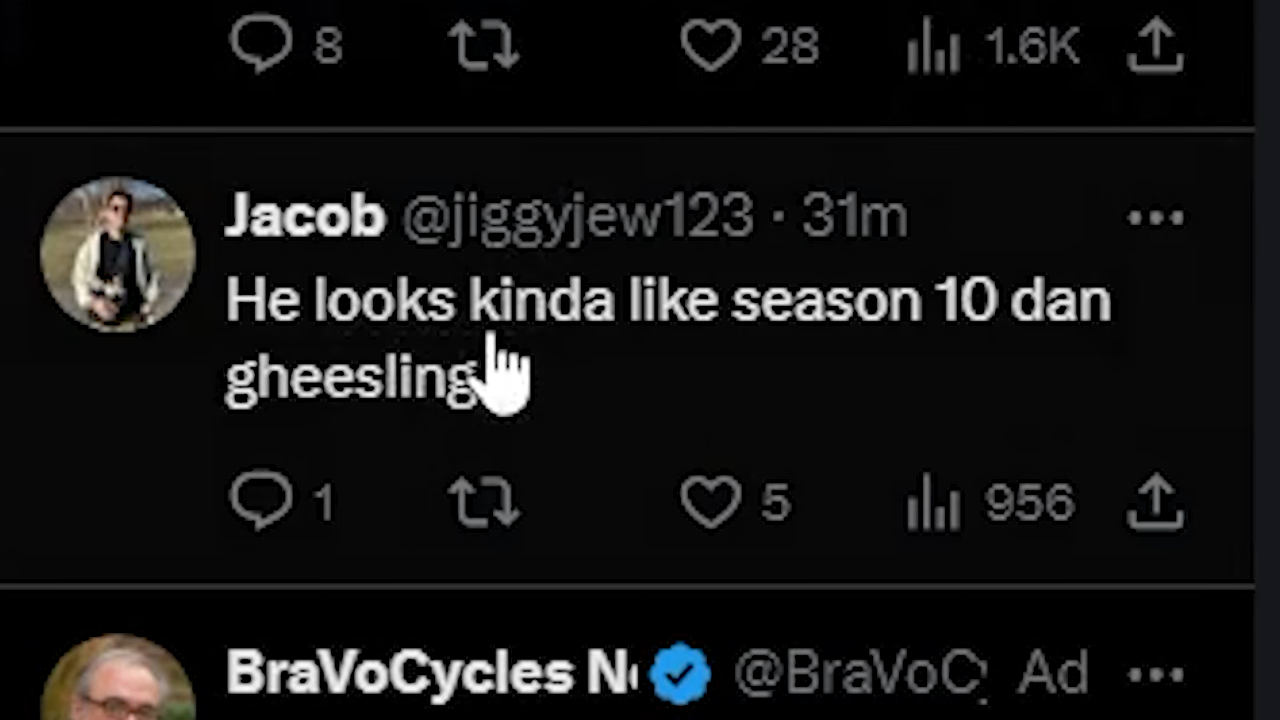 8 28 1.6K
Jacob @jiggyjew123 · 31m
He looks kinda like season 10 dan
gheesling
1 5 956
BraVoCycles @BraVoC Ad